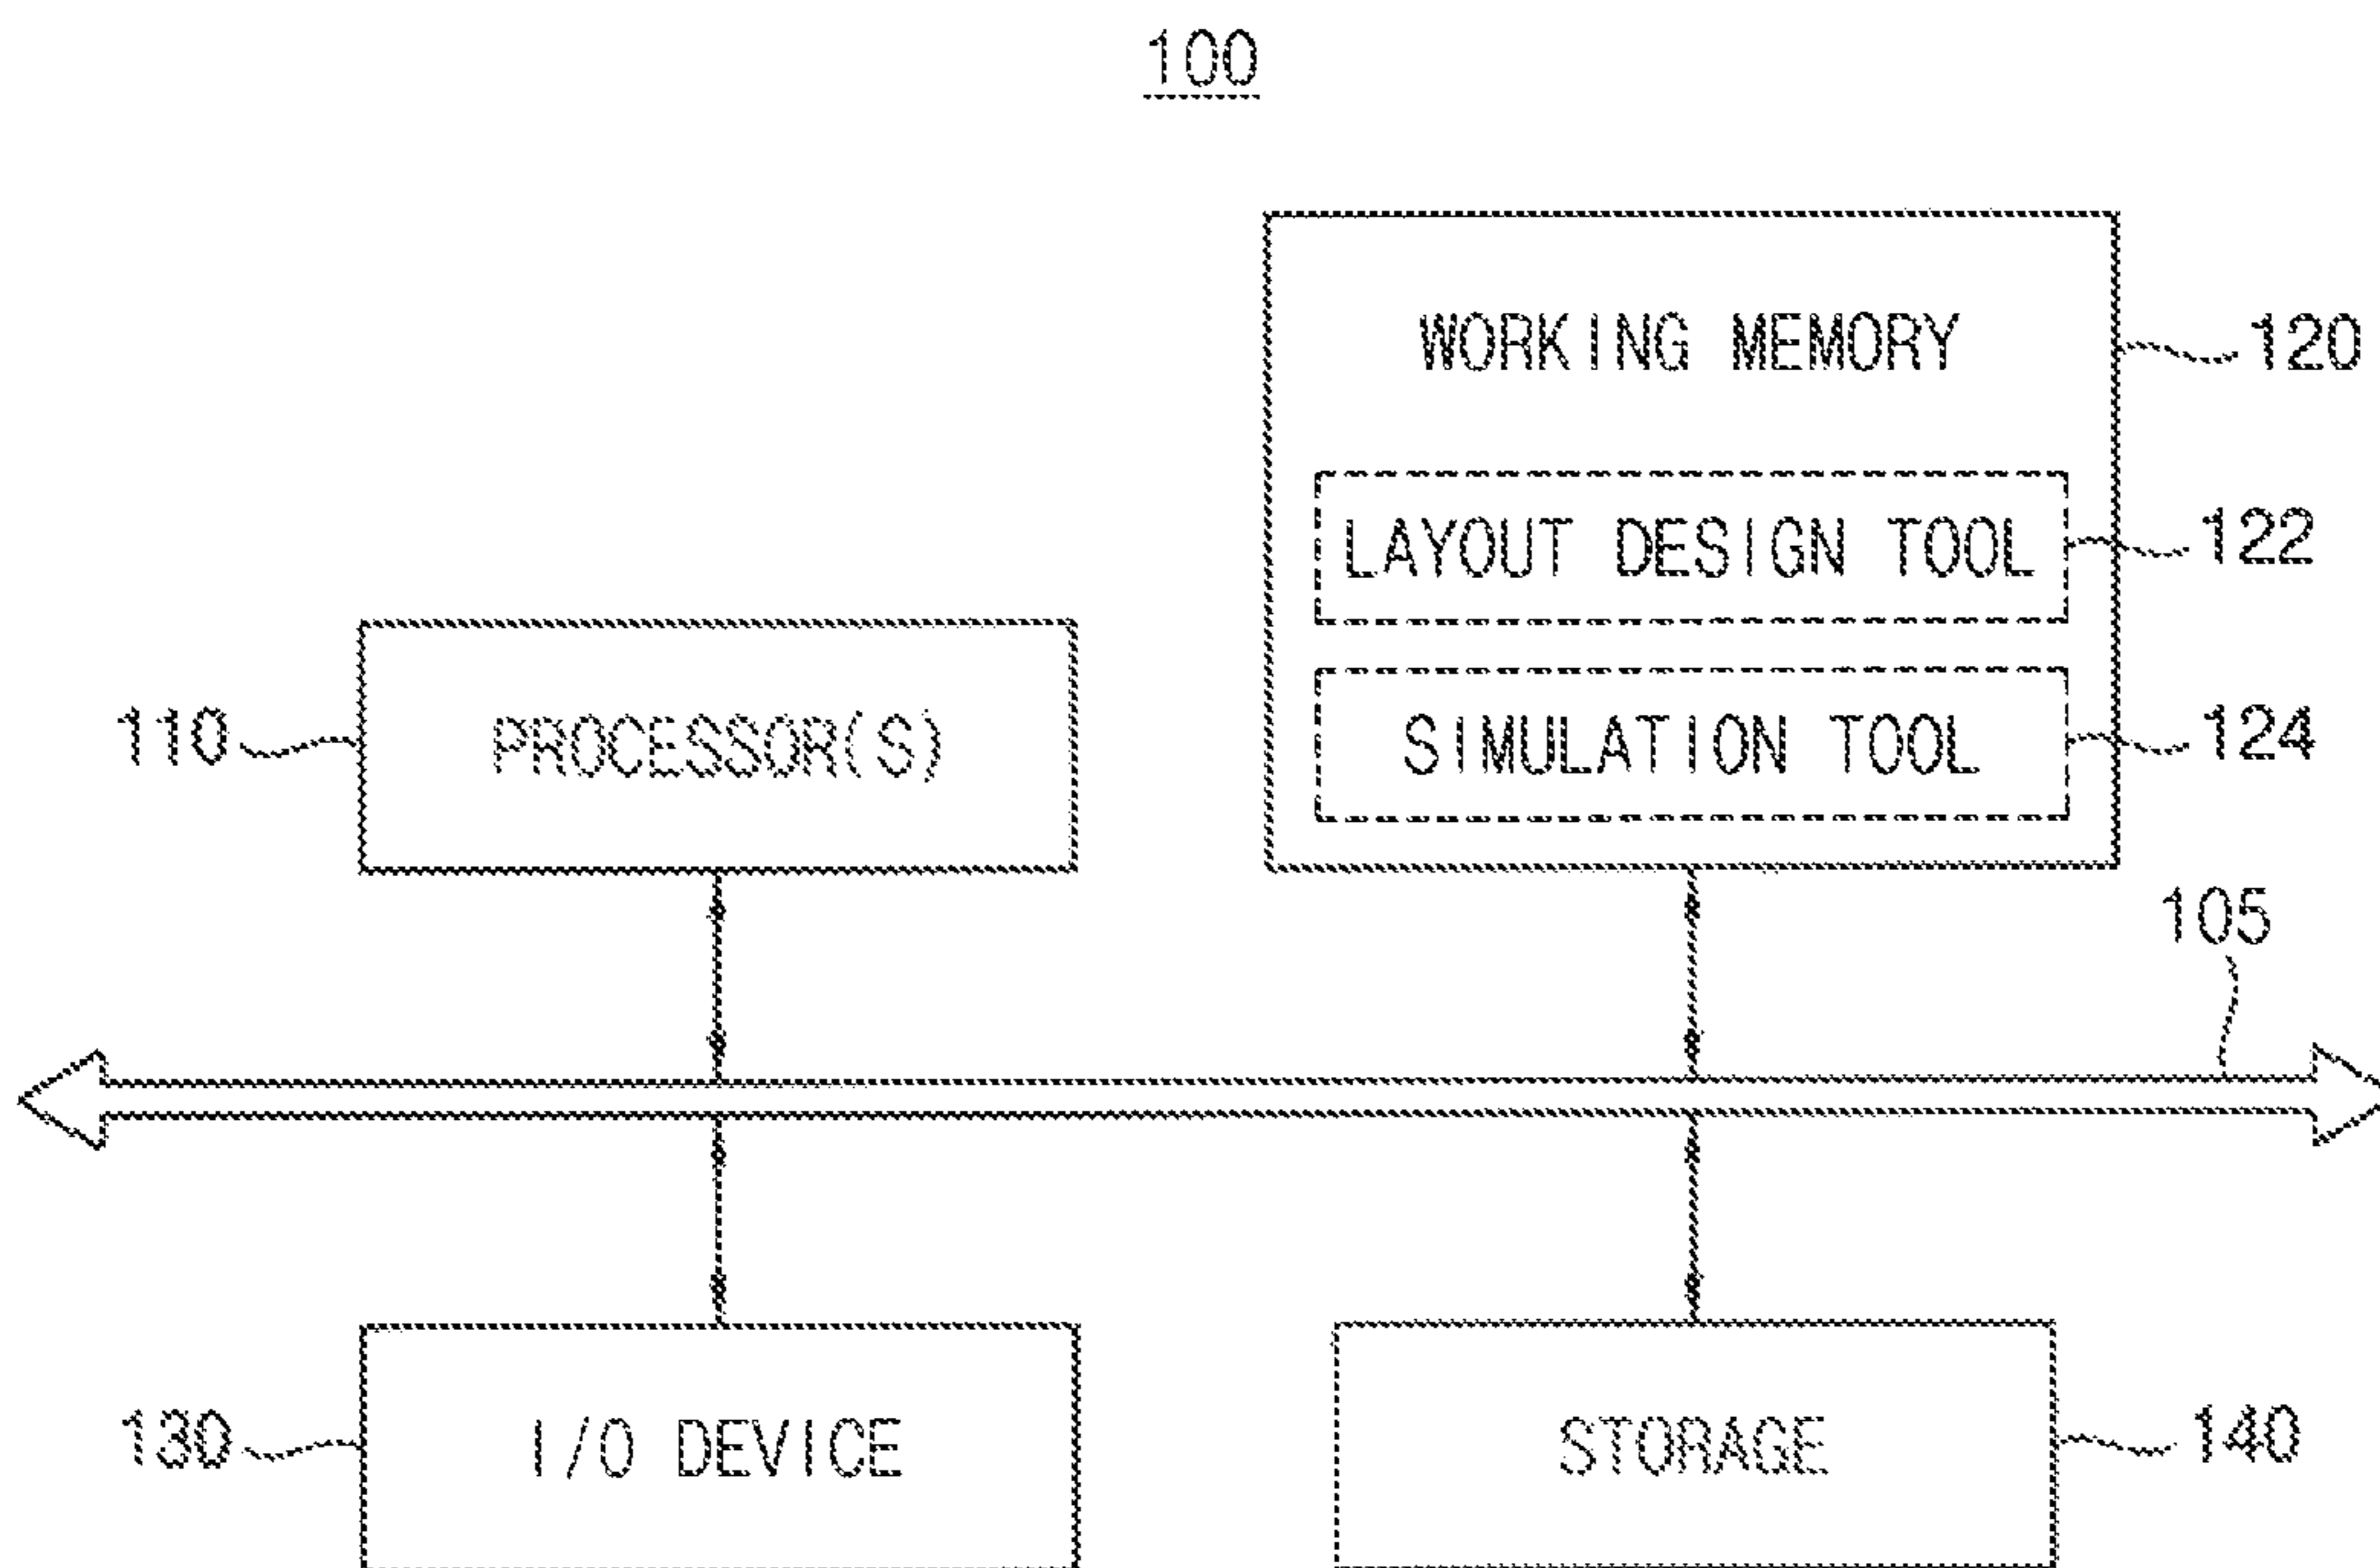 100
WORKING MEMORY
120
LAYOUT DESIGN TOOL
122
110
PROCESSOR(S)
SIMULATION TOOL
124
105
130
I/O DEVICE
STORAGE
140